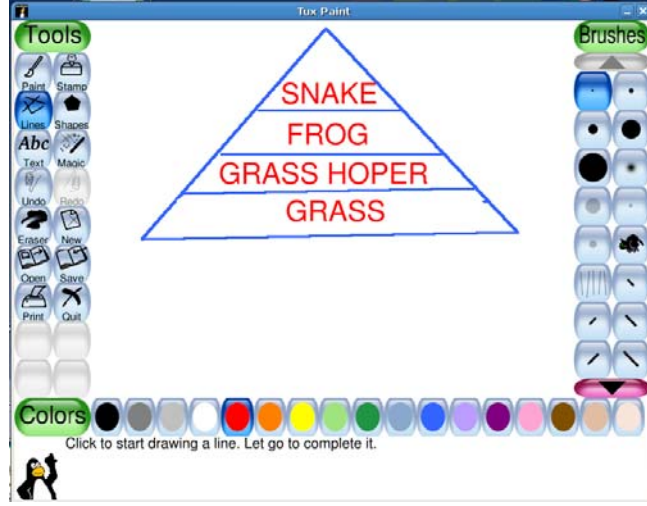 Tux Paint
Tools
Brushes
Paint Stamp
Lines Shapes
Abc
Text Magic
Undo Redo
Eraser New
Open Save
Print Quit
SNAKE
FROG
GRASS HOPER
GRASS
Colors
Click to start drawing a line. Let go to complete it.